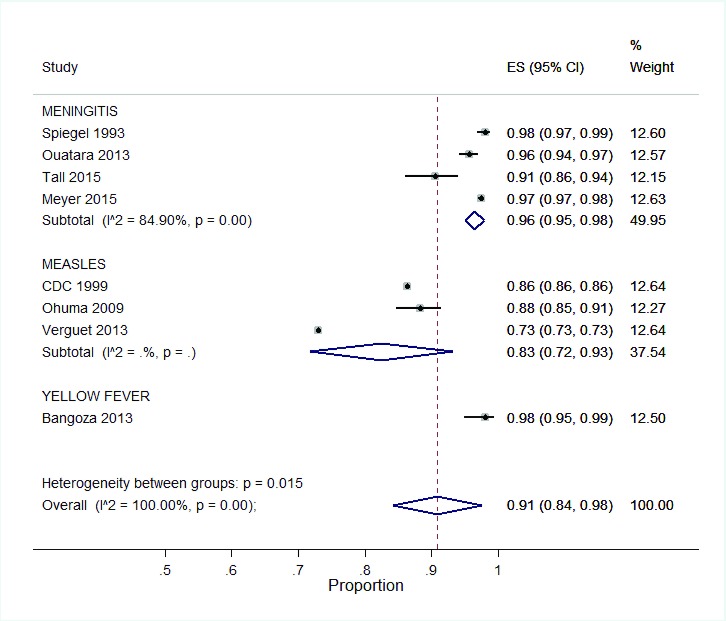 %
Study ES (95% CI) Weight
MENINGITIS
Spiegel 1993 0.98 (0.97, 0.99) 12.60
Ouatara 2013 0.96 (0.94, 0.97) 12.57
Tall 2015 0.91 (0.86, 0.94) 12.15
Meyer 2015 0.97 (0.97, 0.98) 12.63
Subtotal (I^2 = 84.90%, p = 0.00) 0.96 (0.95, 0.98) 49.95
MEASLES
CDC 1999 0.86 (0.86, 0.86) 12.64
Ohuma 2009 0.88 (0.85, 0.91) 12.27
Verguet 2013 0.73 (0.73, 0.73) 12.64
Subtotal (I^2 = .%, p = .) 0.83 (0.72, 0.93) 37.54
YELLOW FEVER
Bangoza 2013 0.98 (0.95, 0.99) 12.50
Heterogeneity between groups: p = 0.015
Overall (I^2 = 100.00%, p = 0.00); 0.91 (0.84, 0.98) 100.00
.5 .6 .7 .8 .9 1
Proportion